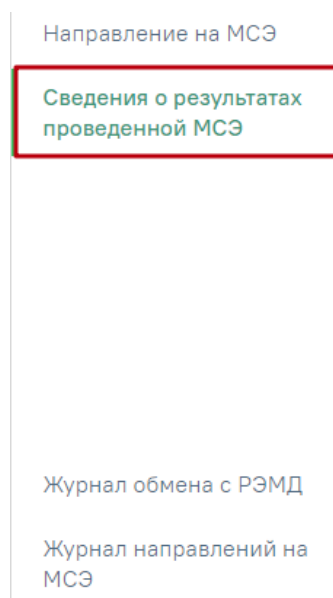 Направление на МСЭ
Сведения о результатах
проведенной МСЭ
Журнал обмена с РЭМД
Журнал направлений на
МСЭ